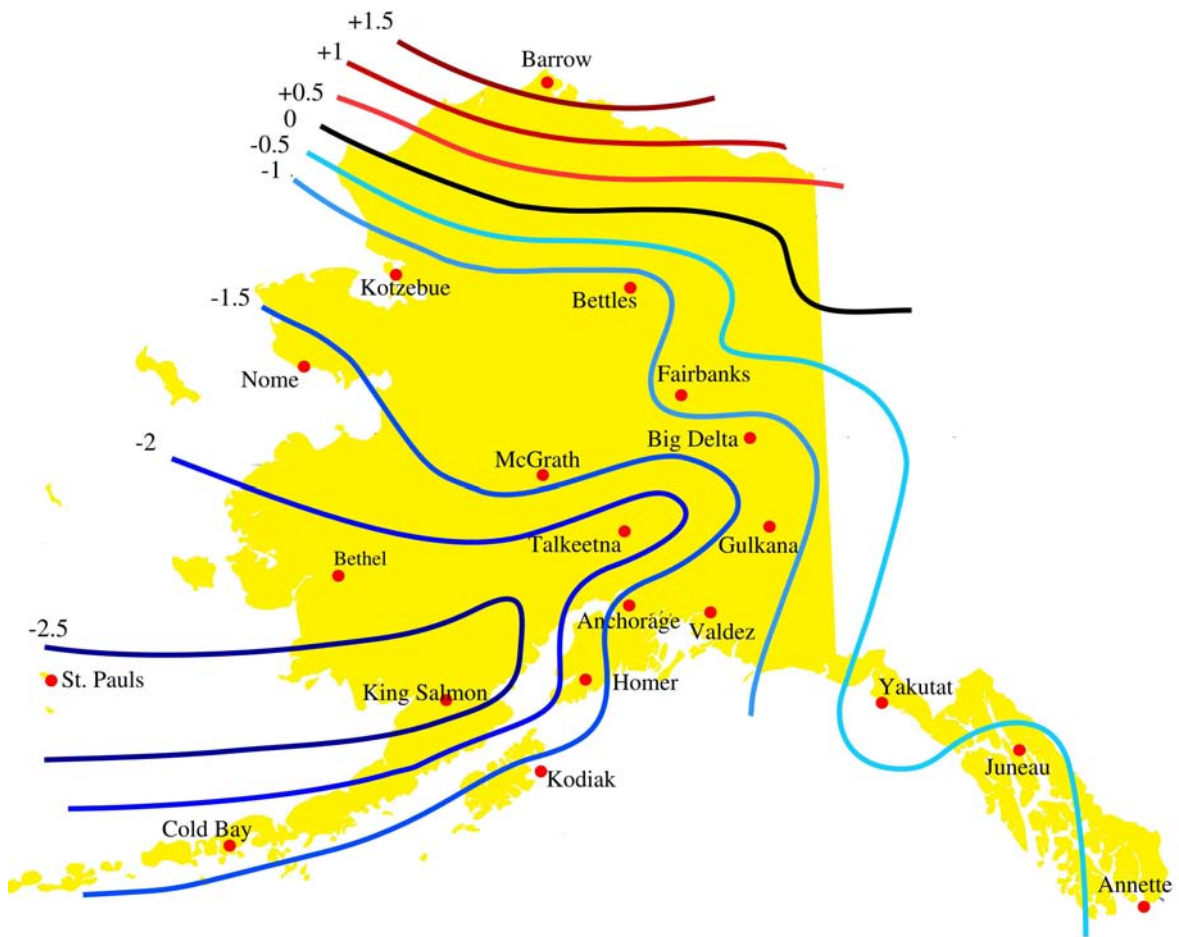 +1.5
Barrow
+1
+0.5
0
-0.5
-1
Kotzebue
-1.5
Bettles
Nome
Fairbanks
-2
Big Delta
McGrath
Talkeetna
Gulkana
Bethel
Anchorage
Valdez
-2.5
St. Pauls
King Salmon
Homer
Yakutat
Juneau
Kodiak
Cold Bay
Annette